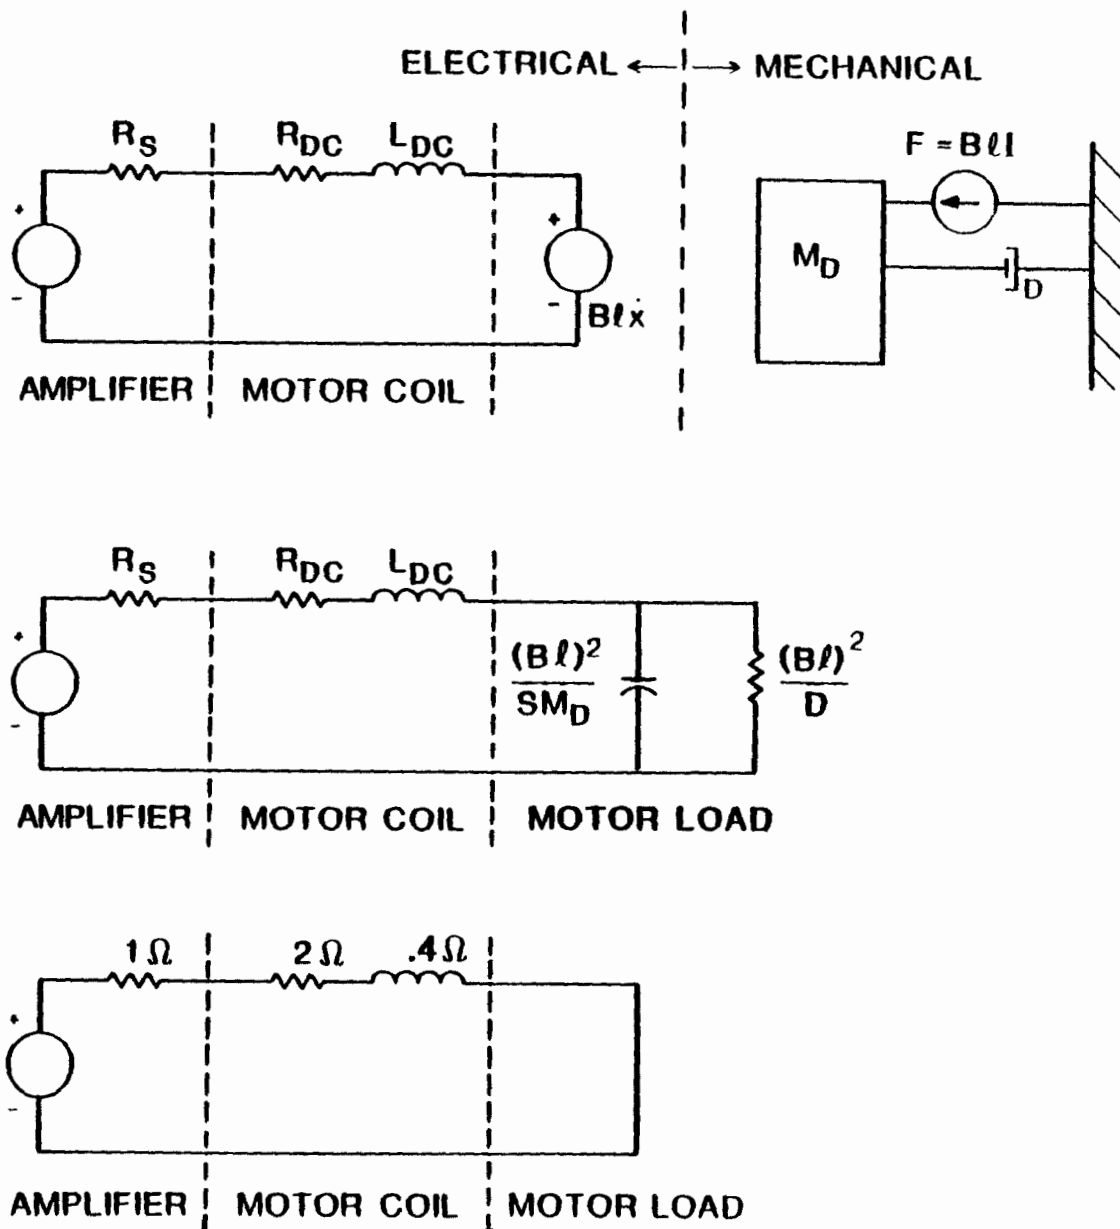 ELECTRICAL ←|→ MECHANICAL
R_S R_DC L_DC
F = BℓI
+ +
M_D
D
- -
Bℓẋ
AMPLIFIER MOTOR COIL
R_S R_DC L_DC
+
(Bℓ)² / SM_D (Bℓ)² / D
-
AMPLIFIER MOTOR COIL MOTOR LOAD
1Ω 2Ω .4Ω
+
-
AMPLIFIER MOTOR COIL MOTOR LOAD